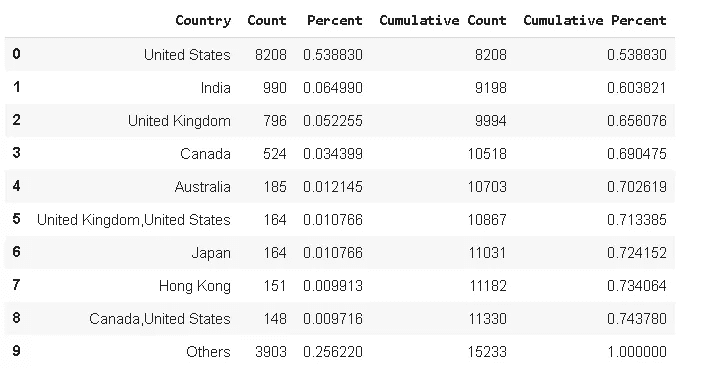 Country Count Percent Cumulative Count Cumulative Percent
0 United States 8208 0.538830 8208 0.538830
1 India 990 0.064990 9198 0.603821
2 United Kingdom 796 0.052255 9994 0.656076
3 Canada 524 0.034399 10518 0.690475
4 Australia 185 0.012145 10703 0.702619
5 United Kingdom,United States 164 0.010766 10867 0.713385
6 Japan 164 0.010766 11031 0.724152
7 Hong Kong 151 0.009913 11182 0.734064
8 Canada,United States 148 0.009716 11330 0.743780
9 Others 3903 0.256220 15233 1.000000